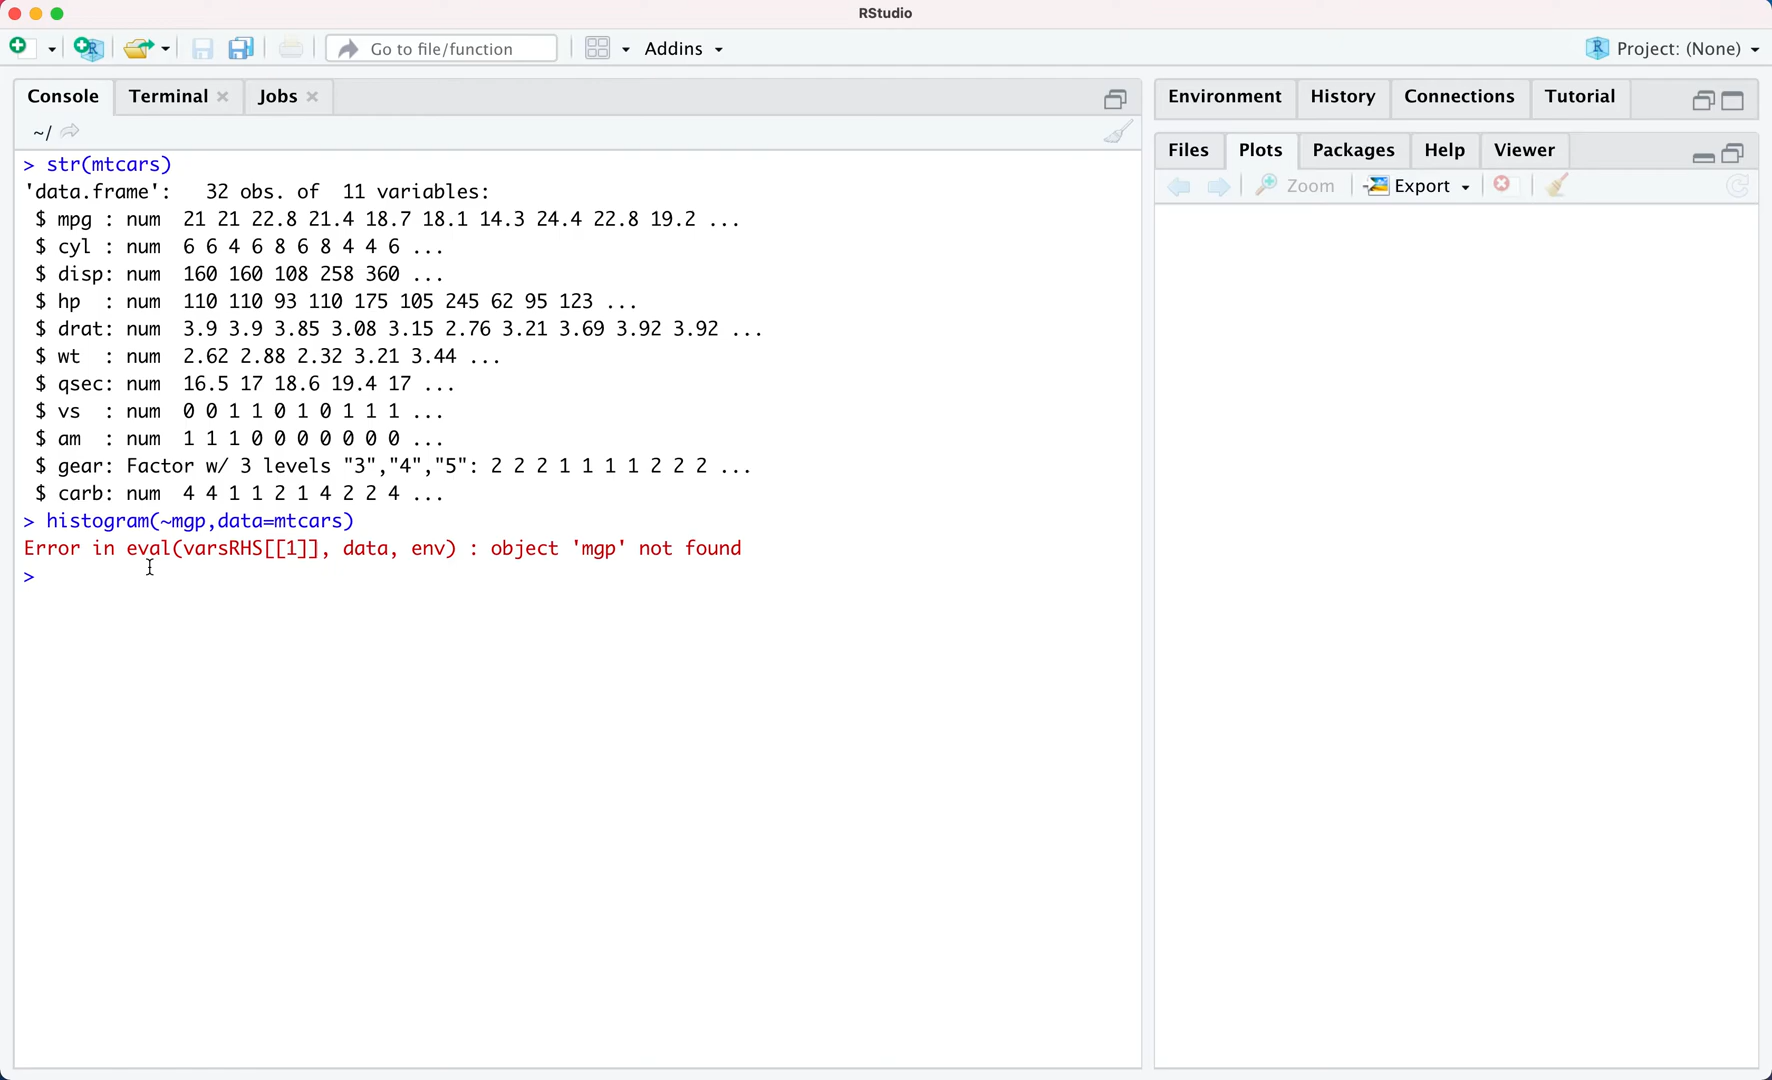 RStudio
Go to file/function
Addins
Project: (None)
Console
Terminal
Jobs
~/
> str(mtcars)
'data.frame':   32 obs. of  11 variables:
 $ mpg : num  21 21 22.8 21.4 18.7 18.1 14.3 24.4 22.8 19.2 ...
 $ cyl : num  6 6 4 6 8 6 8 4 4 6 ...
 $ disp: num  160 160 108 258 360 ...
 $ hp  : num  110 110 93 110 175 105 245 62 95 123 ...
 $ drat: num  3.9 3.9 3.85 3.08 3.15 2.76 3.21 3.69 3.92 3.92 ...
 $ wt  : num  2.62 2.88 2.32 3.21 3.44 ...
 $ qsec: num  16.5 17 18.6 19.4 17 ...
 $ vs  : num  0 0 1 1 0 1 0 1 1 1 ...
 $ am  : num  1 1 1 0 0 0 0 0 0 0 ...
 $ gear: Factor w/ 3 levels "3","4","5": 2 2 2 1 1 1 1 2 2 2 ...
 $ carb: num  4 4 1 1 2 1 4 2 2 4 ...
> histogram(~mgp,data=mtcars)
Error in eval(varsRHS[[1]], data, env) : object 'mgp' not found
>
Environment
History
Connections
Tutorial
Files
Plots
Packages
Help
Viewer
Zoom
Export